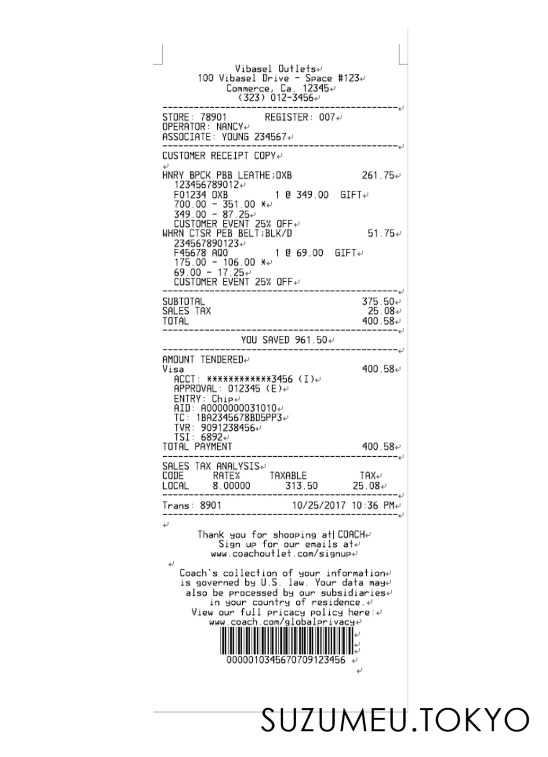 Vibasel Outlets↵
100 Vibasel Drive - Space #123↵
Commerce, Ca. 12345↵
(323) 012-3456↵
----------------------------------------↵
STORE: 78901 REGISTER: 007↵
OPERATOR: NANCY↵
ASSOCIATE: YOUNG 234567↵
----------------------------------------↵
CUSTOMER RECEIPT COPY↵
↵
HNRY BPCK PBB LEATHE;OXB 261.75↵
123456789012↵
F01234 OXB 1 @ 349.00 GIFT↵
700.00 - 351.00 *↵
349.00 - 87.25↵
CUSTOMER EVENT 25% OFF↵
WHRN CTSR PEB BELT;BLK/D 51.75↵
234567890123↵
F45678 AQO 1 @ 69.00 GIFT↵
175.00 - 106.00 *↵
69.00 - 17.25↵
CUSTOMER EVENT 25% OFF↵
----------------------------------------↵
SUBTOTAL 375.50↵
SALES TAX 25.08↵
TOTAL 400.58↵
----------------------------------------↵
YOU SAVED 961.50↵
----------------------------------------↵
AMOUNT TENDERED↵
Visa 400.58↵
ACCT: ************3456 (I)↵
APPROVAL: 012345 (E)↵
ENTRY: Chip↵
AID: A0000000031010↵
TC: 1BA2345678BD5PP3↵
TVR: 9091238456↵
TSI: 6892↵
TOTAL PAYMENT 400.58↵
----------------------------------------↵
SALES TAX ANALYSIS↵
CODE RATE% TAXABLE TAX↵
LOCAL 8.00000 313.50 25.08↵
----------------------------------------↵
Trans: 8901 10/25/2017 10:36 PM↵
----------------------------------------↵
↵
Thank you for shooping at COACH↵
Sign up for our emails at↵
www.coachoutlet.com/signup↵
↵
Coach's collection of your information↵
is governed by U.S. law. Your data may↵
also be processed by our subsidiaries↵
in your country of residence.↵
View our full pricacy policy here:↵
www.coach.com/globalprivacy↵
0000010345670709123456 ↵
↵
SUZUMEU.TOKYO